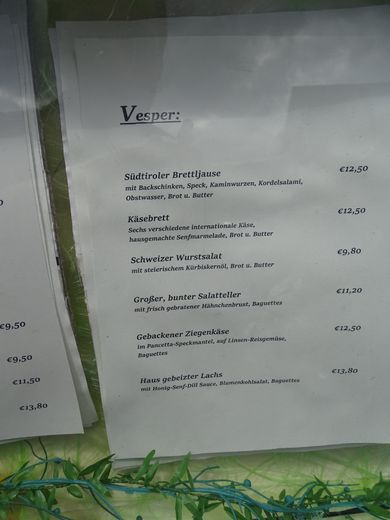 Vesper:
Südtiroler Brettljause €12,50
mit Backschinken, Speck, Kaminwurzen, Kordelsalami,
Obstwasser, Brot u. Butter
Käsebrett €12,50
Sechs verschiedene internationale Käse,
hausgemachte Senfmarmelade, Brot u. Butter
Schweizer Wurstsalat €9,80
mit steierischem Kürbiskernöl, Brot u. Butter
Großer, bunter Salatteller €11,20
mit frisch gebratener Hähnchenbrust, Baguettes
Gebackener Ziegenkäse €12,50
im Pancetta-Speckmantel, auf Linsen-Reisgemüse,
Baguettes
Haus gebeizter Lachs €13,80
mit Honig-Senf-Dill Sauce, Blumenkohlsalat, Baguettes
€9,50
€9,50
€11,50
€13,80